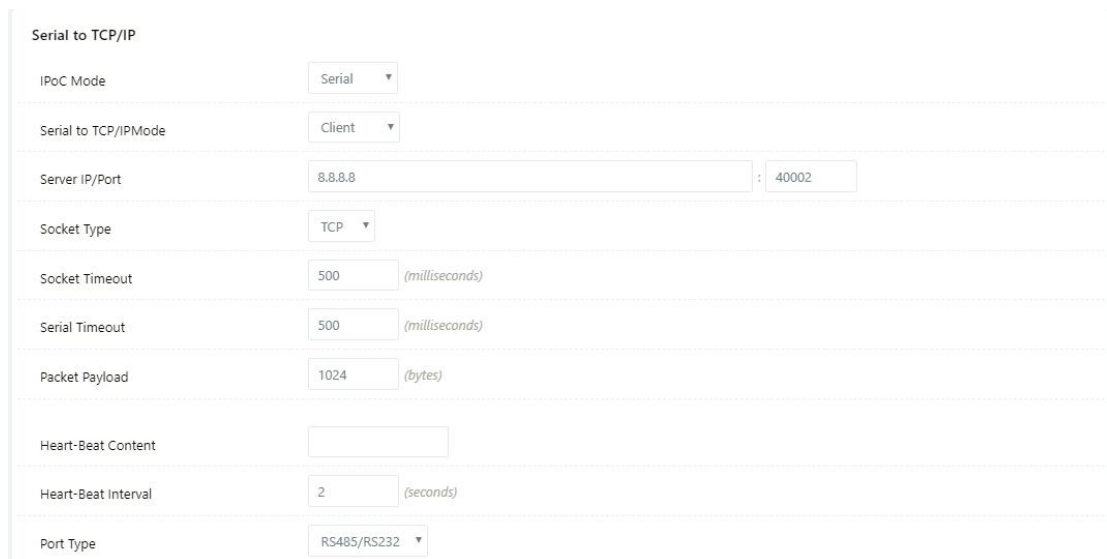 Serial to TCP/IP
IPoC Mode Serial
Serial to TCP/IPMode Client
Server IP/Port 8.8.8.8 : 40002
Socket Type TCP
Socket Timeout 500 (milliseconds)
Serial Timeout 500 (milliseconds)
Packet Payload 1024 (bytes)
Heart-Beat Content
Heart-Beat Interval 2 (seconds)
Port Type RS485/RS232